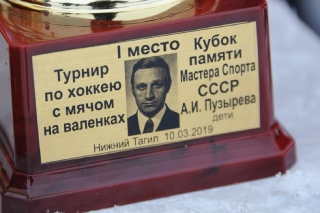 I место
Турнир
по хоккею
с мячом
на валенках
Кубок
памяти
Мастера Спорта
СССР
А.И. Пузырева
дети
Нижний Тагил 10.03.2019